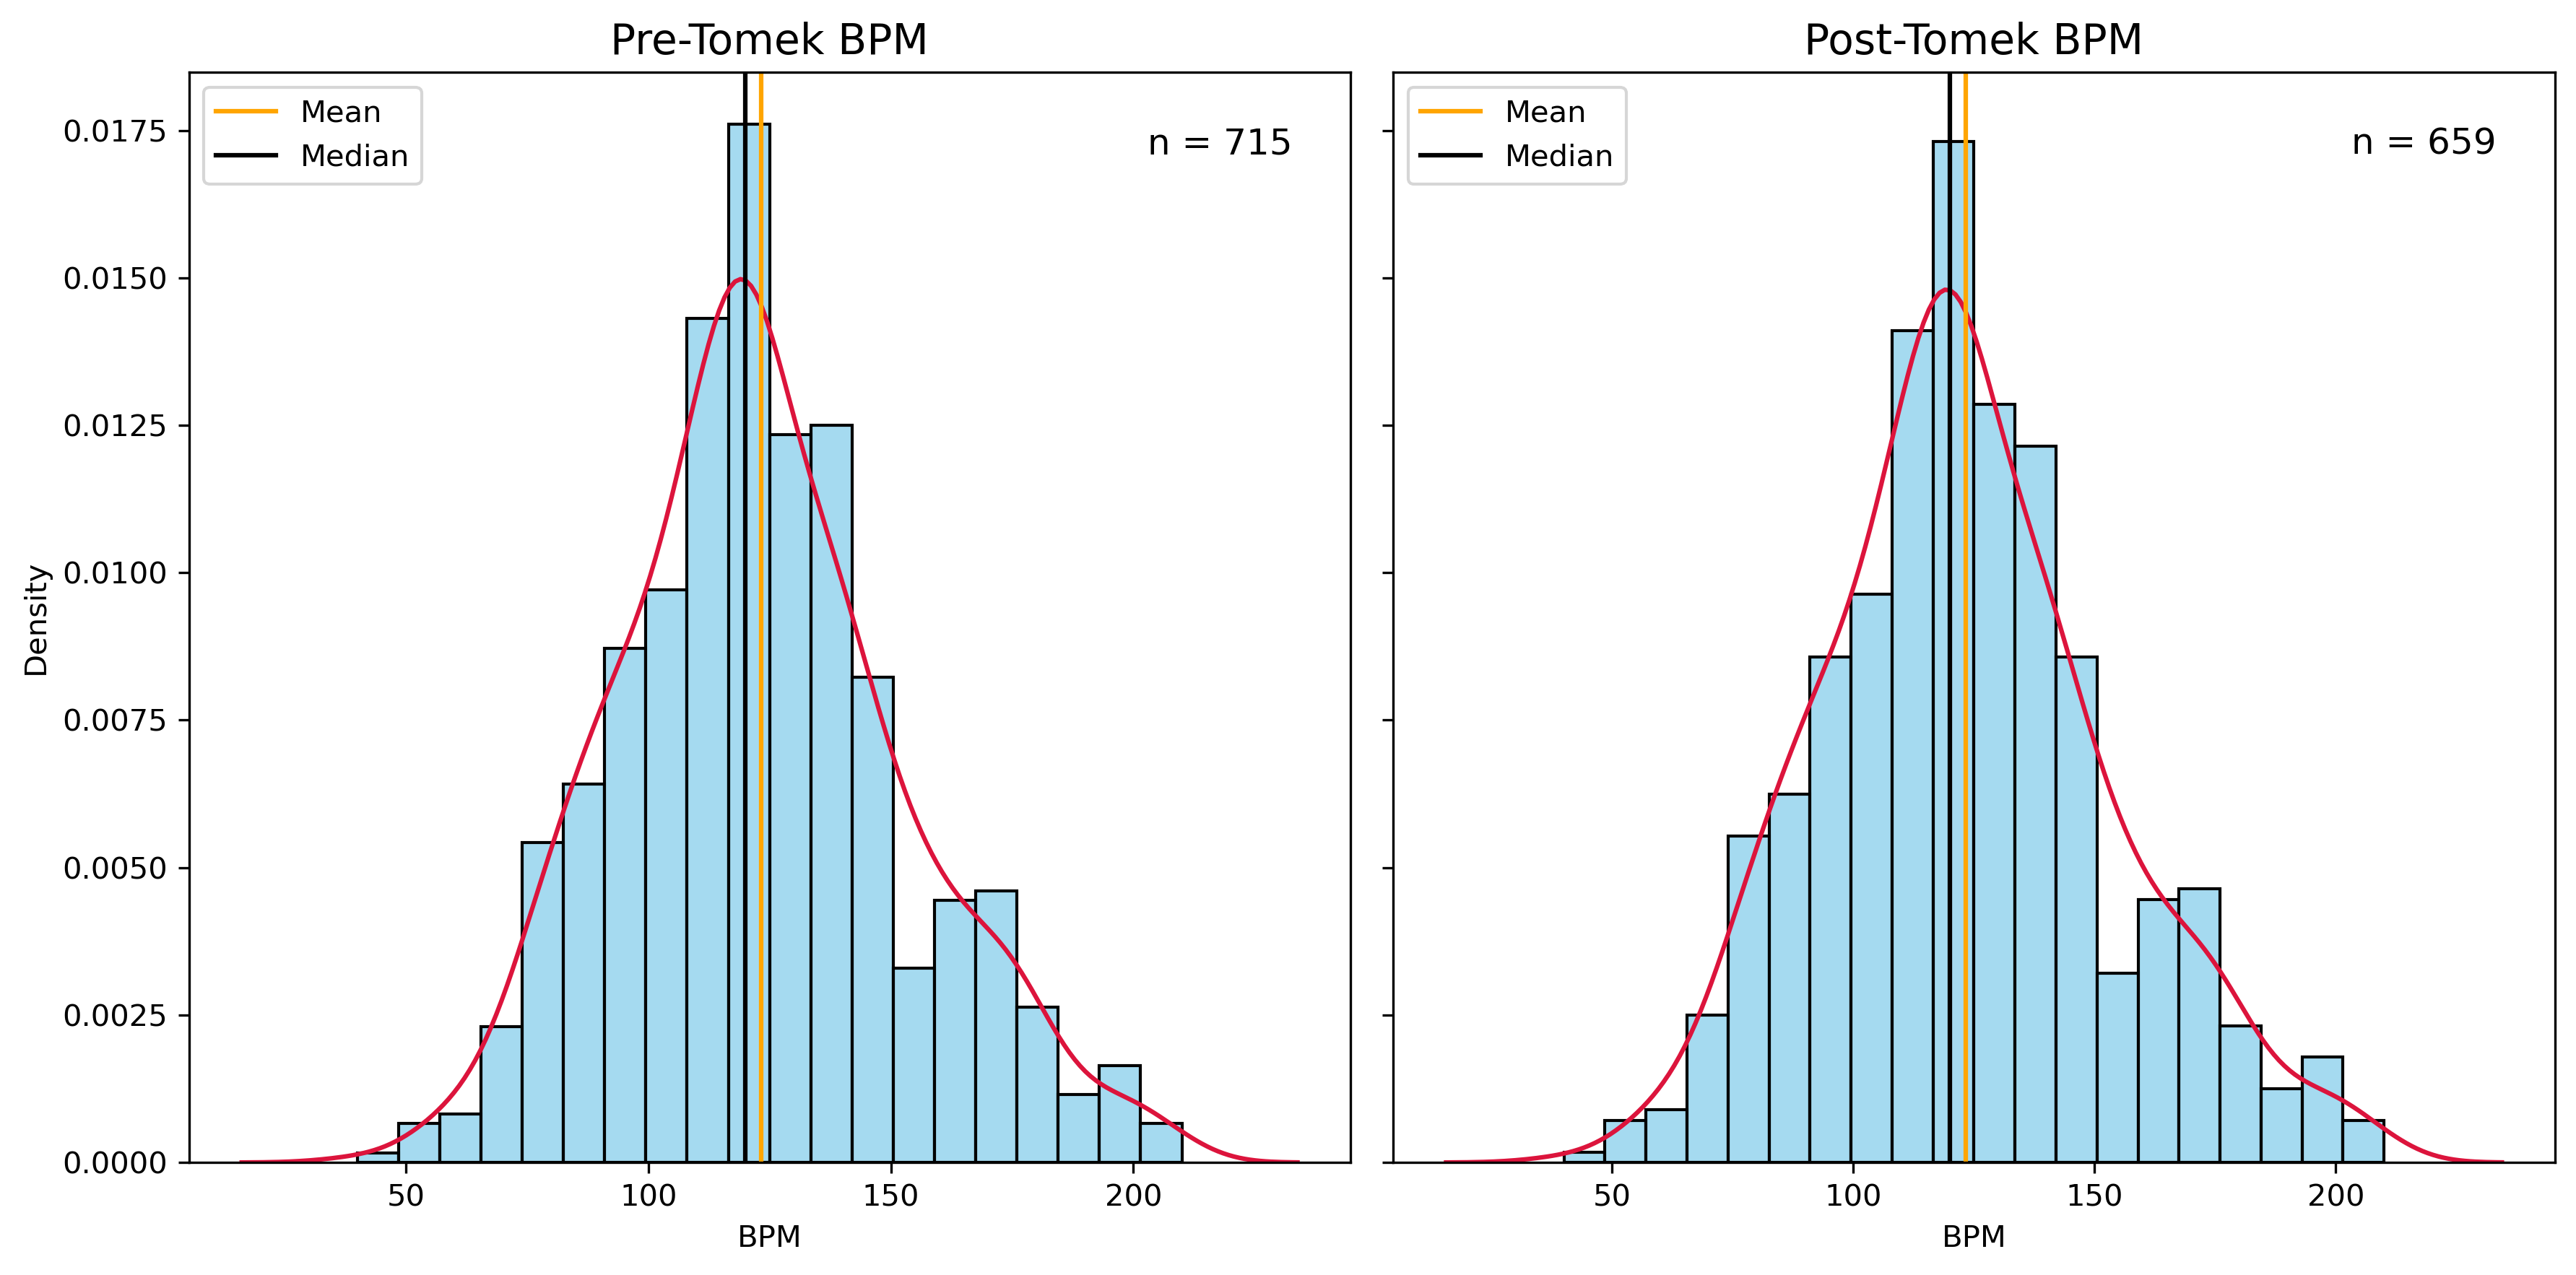 Pre-Tomek BPM
Mean
Median
n = 715
0.0175
0.0150
0.0125
0.0100
0.0075
0.0050
0.0025
0.0000
Density
50 100 150 200
BPM
Post-Tomek BPM
Mean
Median
n = 659
50 100 150 200
BPM